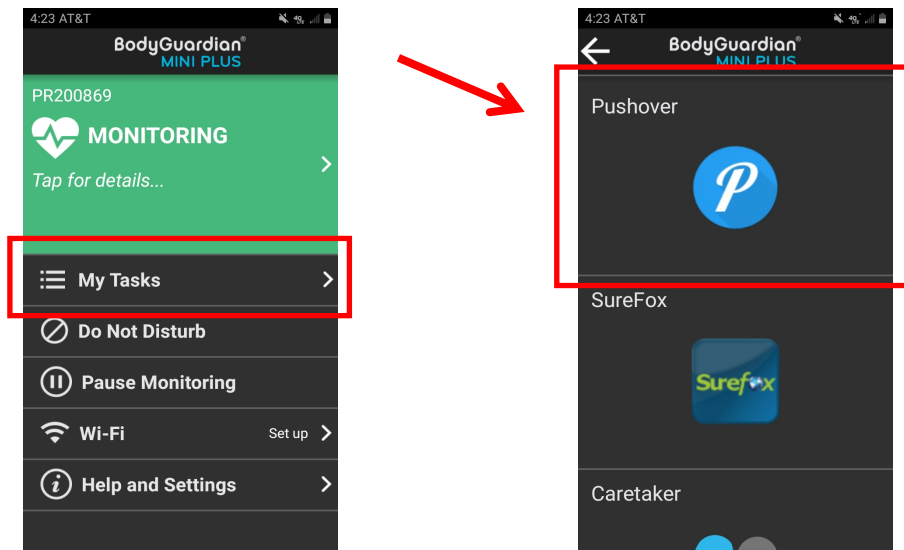 4:23 AT&T
BodyGuardian®
MINI PLUS
PR200869
MONITORING
Tap for details...
My Tasks
Do Not Disturb
Pause Monitoring
Wi-Fi Set up
Help and Settings
4:23 AT&T
BodyGuardian®
MINI PLUS
Pushover
P
SureFox
Surefox
Caretaker